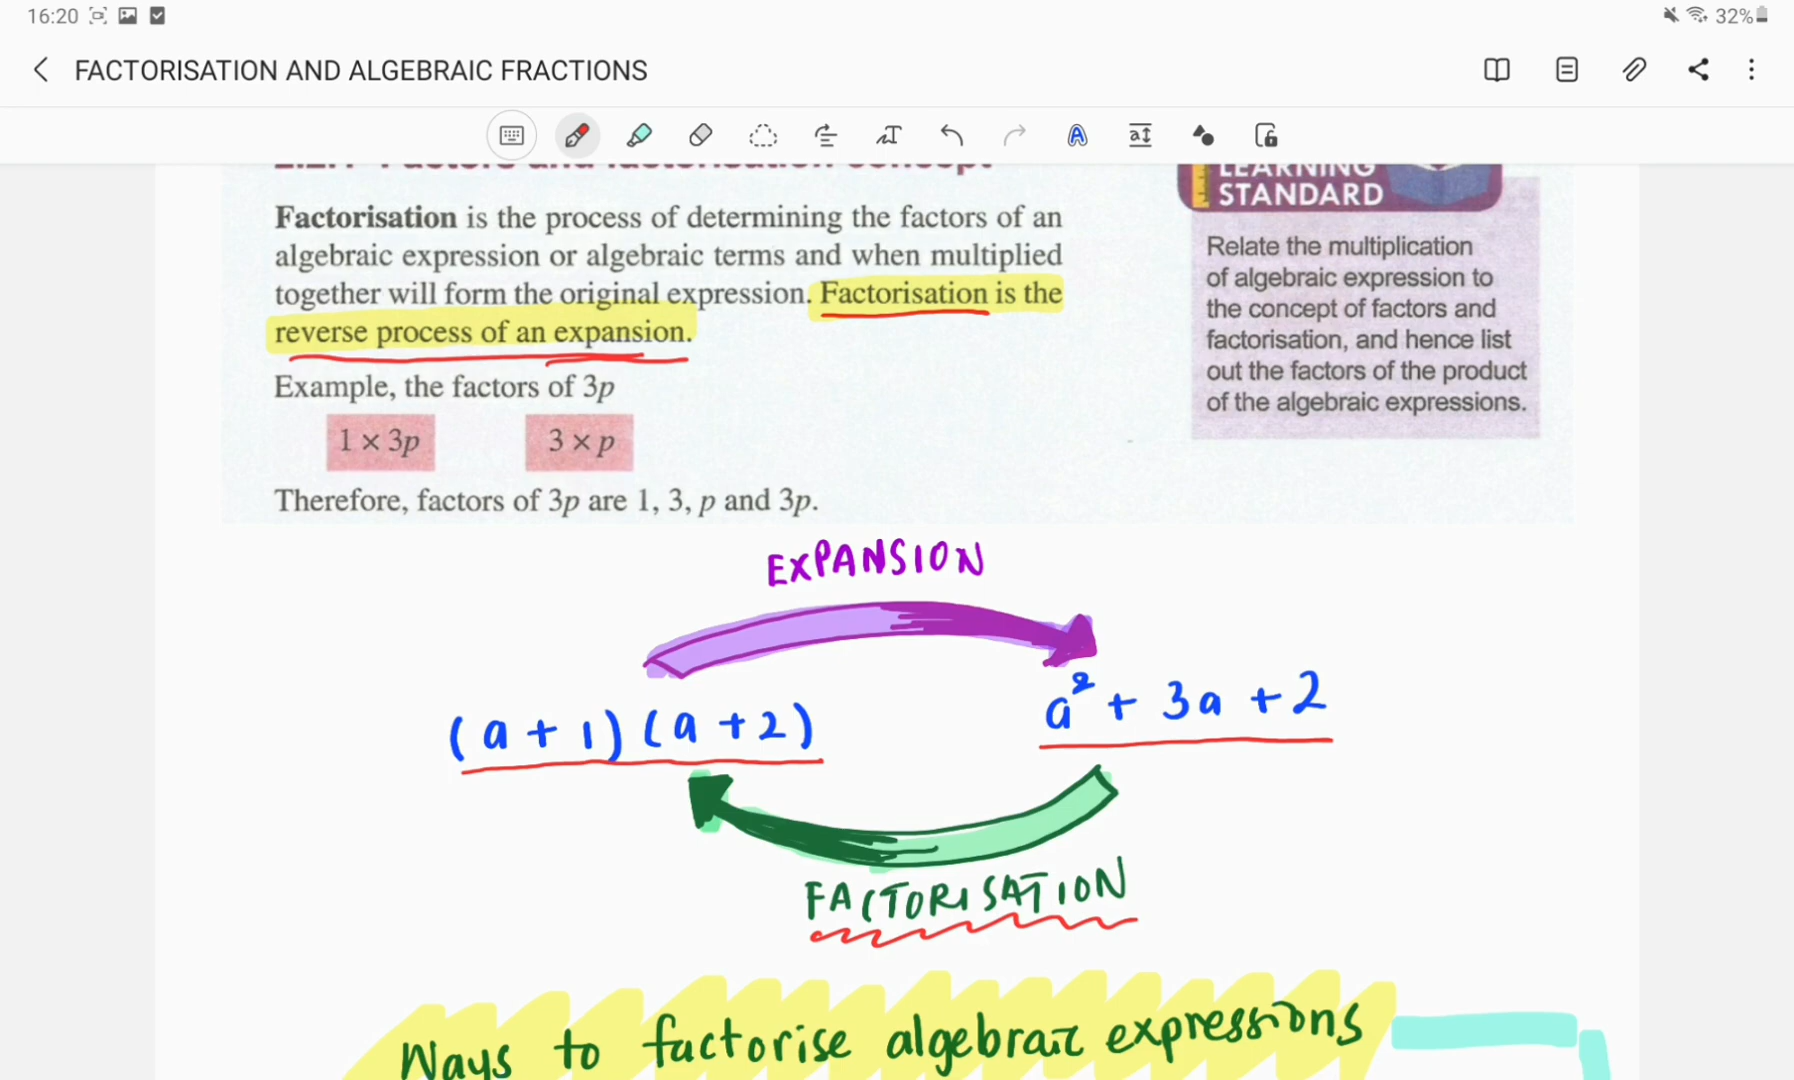 16:20
32%
FACTORISATION AND ALGEBRAIC FRACTIONS
Factors and factorisation concept
LEARNING
STANDARD
Factorisation is the process of determining the factors of an
algebraic expression or algebraic terms and when multiplied
together will form the original expression. Factorisation is the
reverse process of an expansion.
Example, the factors of 3p
1 × 3p
3 × p
Therefore, factors of 3p are 1, 3, p and 3p.
Relate the multiplication
of algebraic expression to
the concept of factors and
factorisation, and hence list
out the factors of the product
of the algebraic expressions.
EXPANSION
(a + 1)(a + 2)
a² + 3a + 2
FACTORISATION
Ways to factorise algebraic expressions